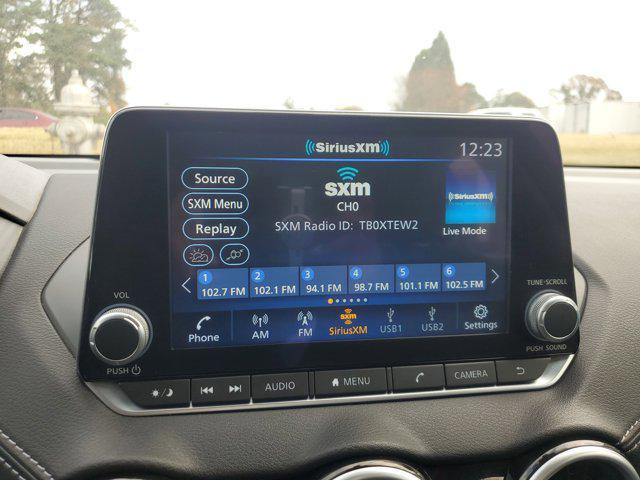 SiriusXM
12:23
Source
SXM Menu
Replay
sxm
CH0
SXM Radio ID: TB0XTEW2
SiriusXM
Live Mode
1 2 3 4 5 6
102.7 FM 102.1 FM 94.1 FM 98.7 FM 101.1 FM 102.5 FM
Phone AM FM sxm SiriusXM USB1 USB2 Settings
VOL
PUSH
TUNE·SCROLL
PUSH SOUND
AUDIO MENU CAMERA